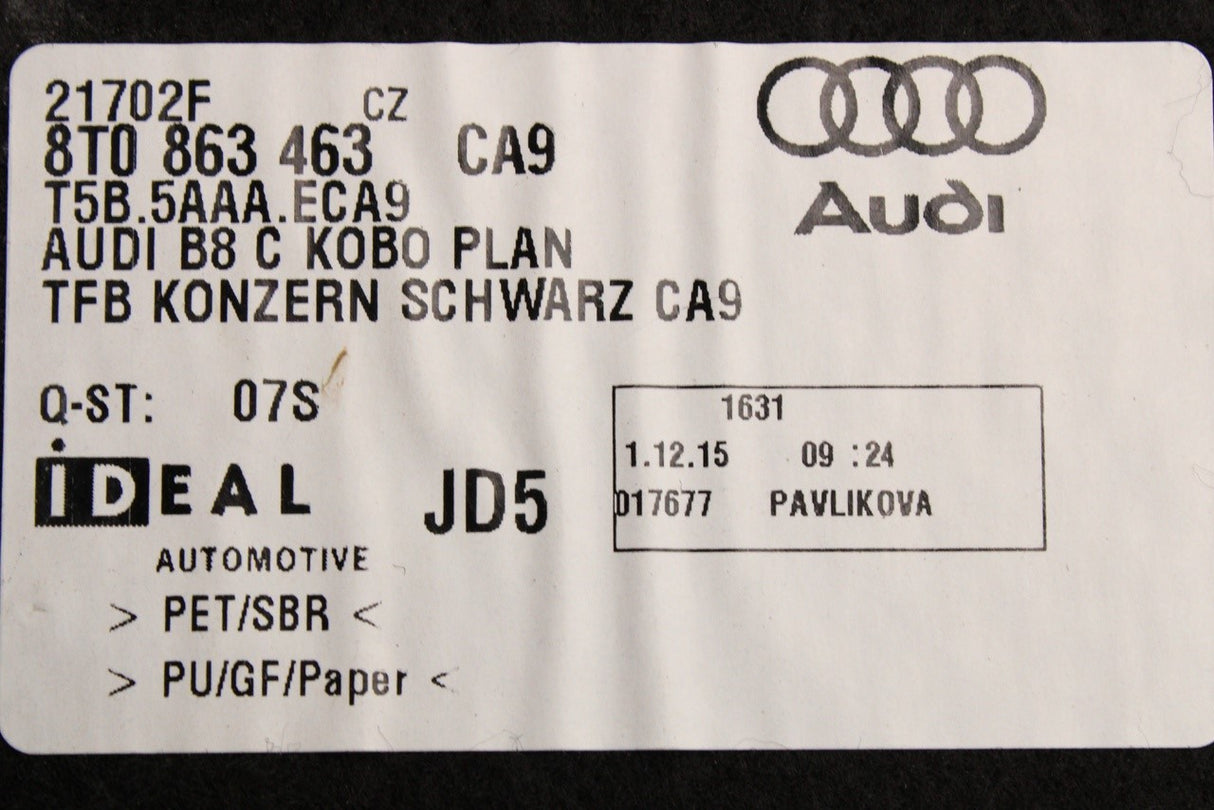 21702F CZ
8T0 863 463 CA9
T5B.5AAA.ECA9
AUDI B8 C KOBO PLAN
TFB KONZERN SCHWARZ CA9
Audi
Q-ST: 07S
iDEAL
AUTOMOTIVE
JD5
1631
1.12.15 09 :24
017677 PAVLIKOVA
> PET/SBR <
> PU/GF/Paper <